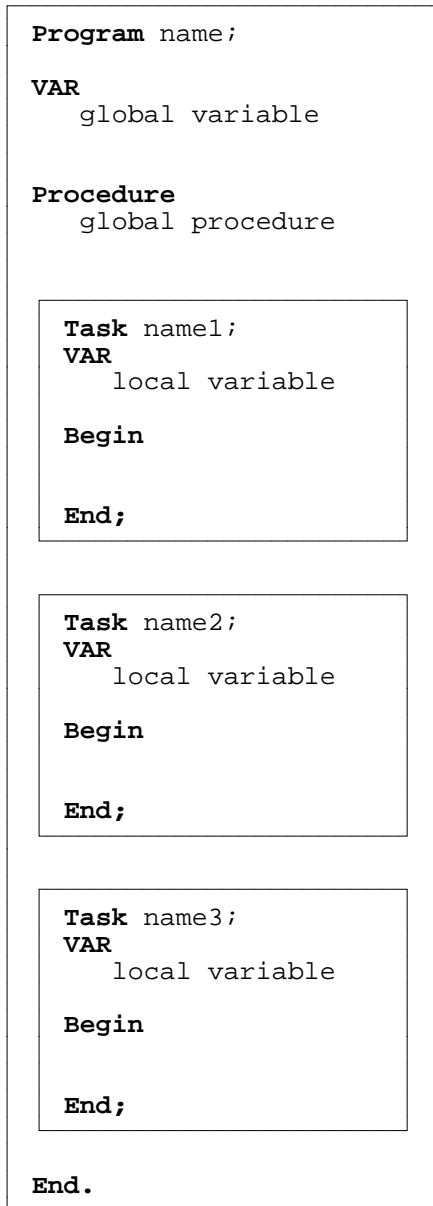 Program name;
VAR
global variable
Procedure
global procedure
Task name1;
VAR
local variable
Begin
End;
Task name2;
VAR
local variable
Begin
End;
Task name3;
VAR
local variable
Begin
End;
End.